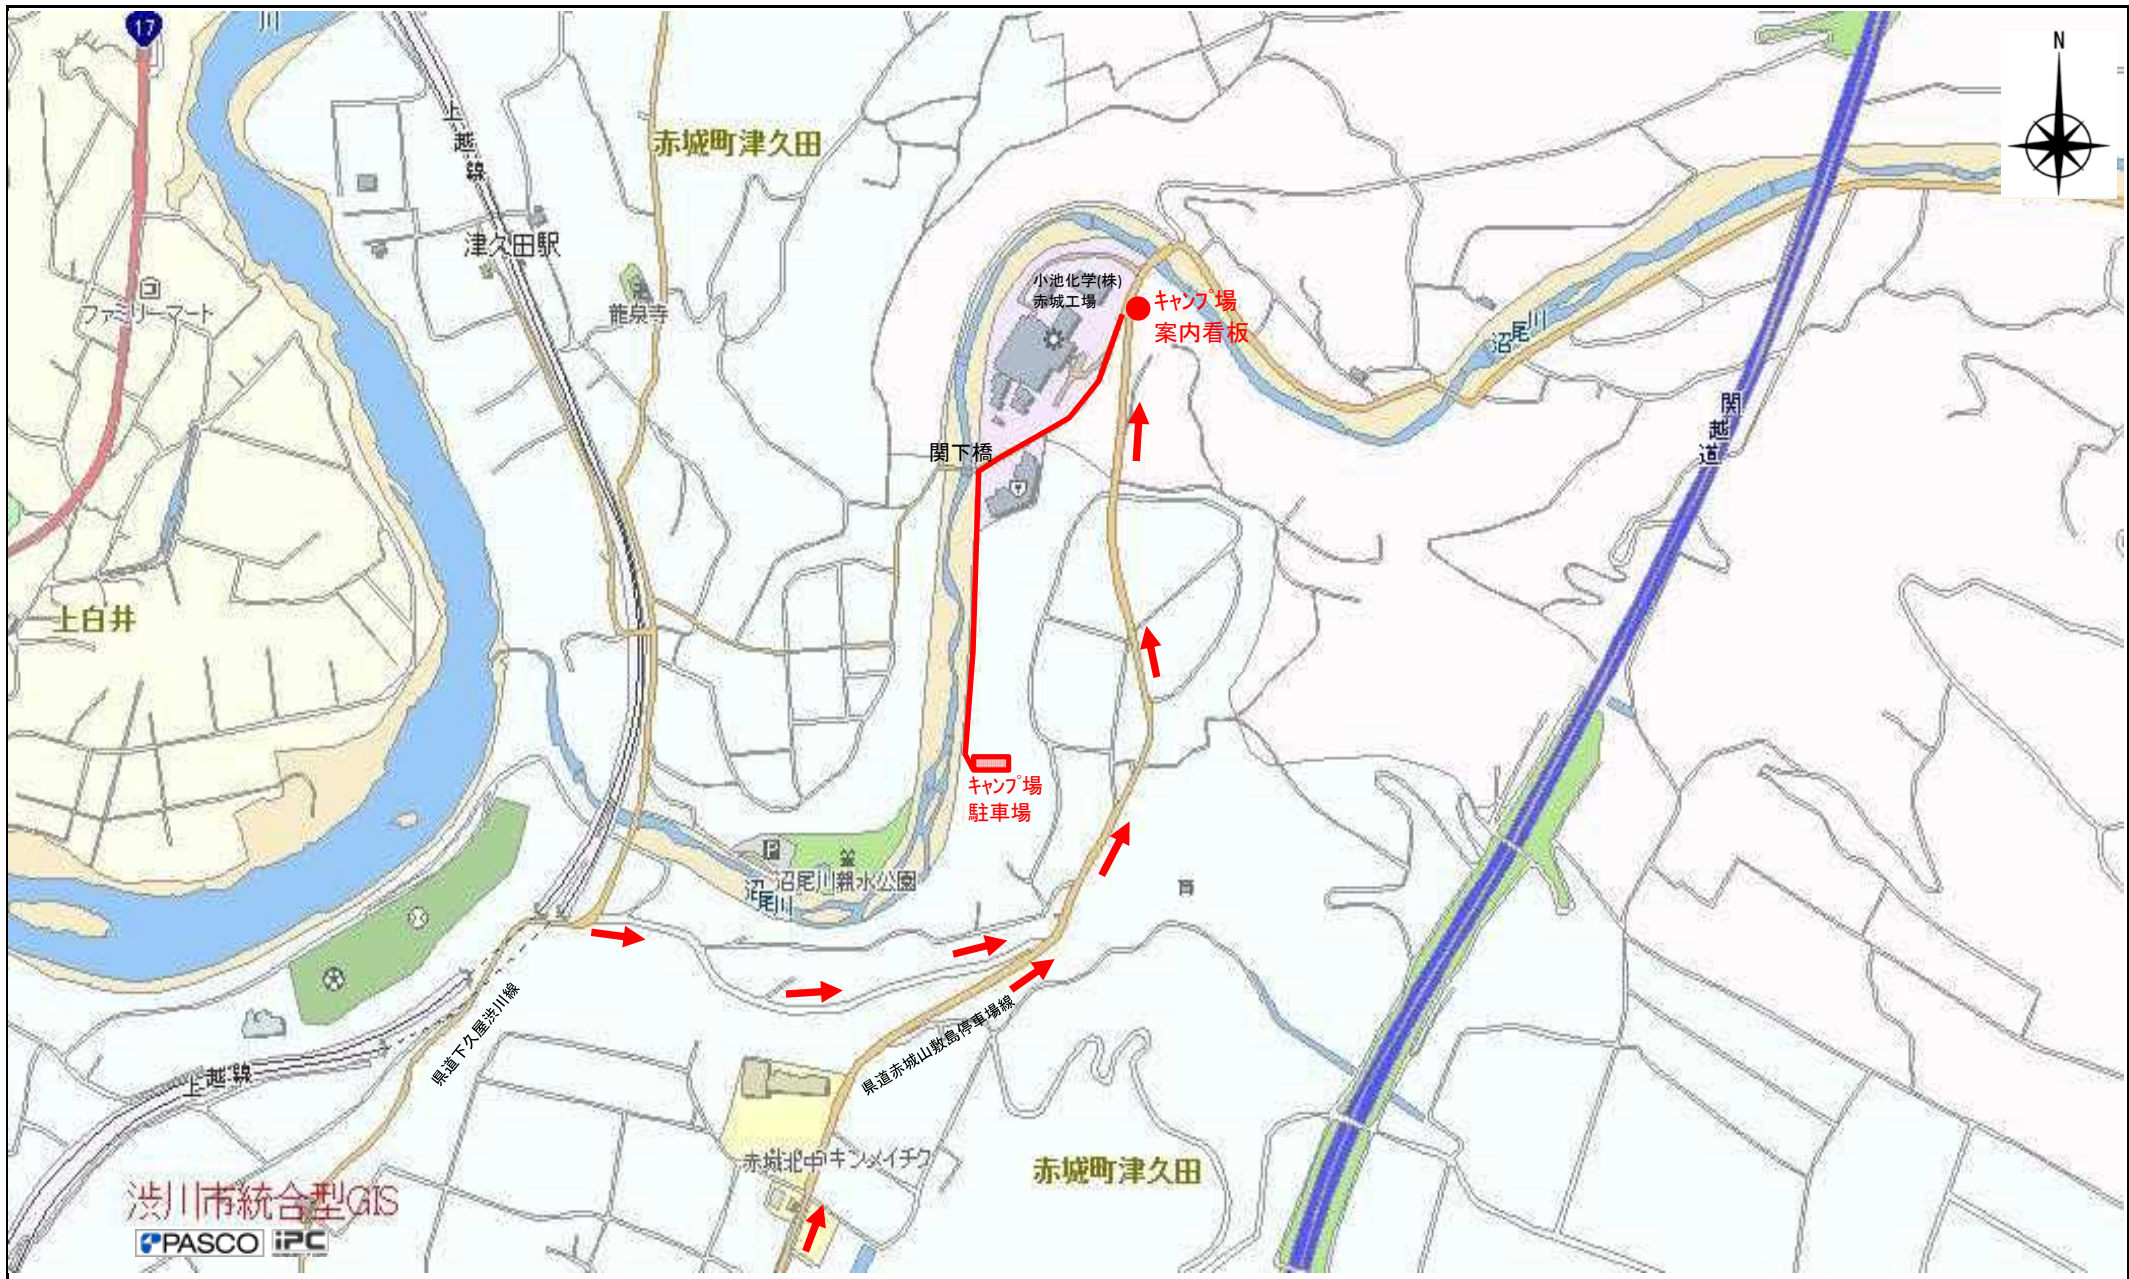 17
川
N
上越線
赤城町津久田
津久田駅
龍泉寺
ファミリーマート
小池化学(株)
赤城工場
キャンプ場
案内看板
沼尾川
関越道
関下橋
上白井
キャンプ場
駐車場
P
沼尾川親水公園
沼尾川
県道下久屋渋川線
県道赤城山敷島停車場線
上越線
赤城北中
キンメイチク
赤城町津久田
渋川市統合型GIS
PASCO
iPC